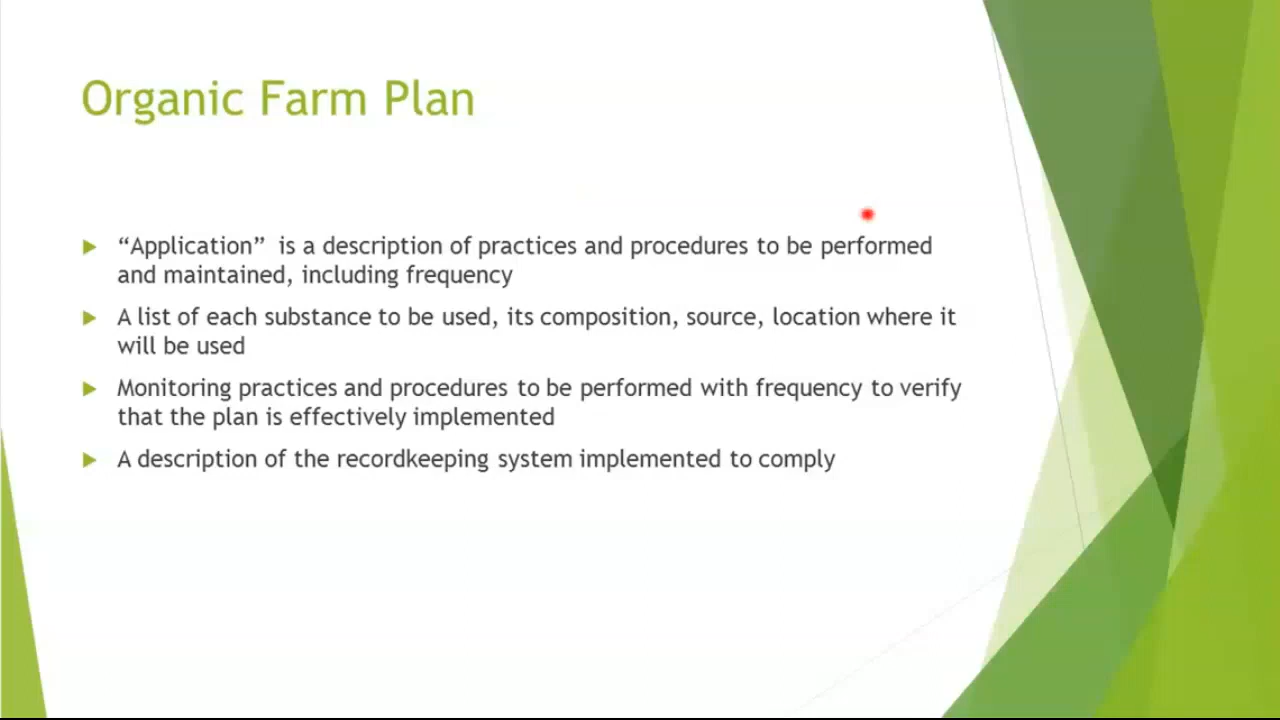 Organic Farm Plan
“Application”  is a description of practices and procedures to be performed
and maintained, including frequency
A list of each substance to be used, its composition, source, location where it
will be used
Monitoring practices and procedures to be performed with frequency to verify
that the plan is effectively implemented
A description of the recordkeeping system implemented to comply